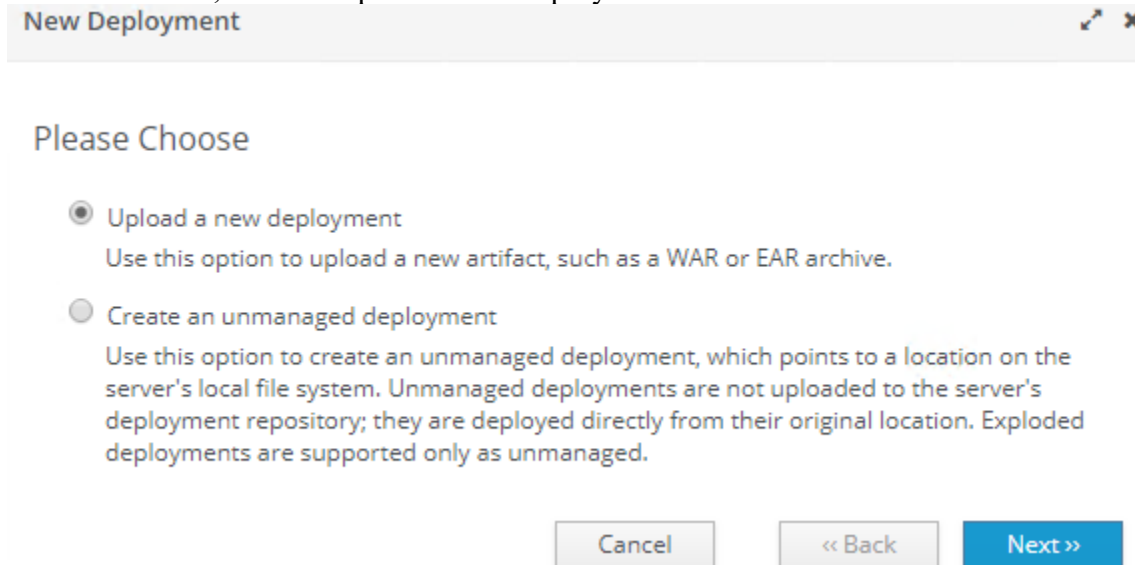 New Deployment
Please Choose
Upload a new deployment
Use this option to upload a new artifact, such as a WAR or EAR archive.
Create an unmanaged deployment
Use this option to create an unmanaged deployment, which points to a location on the
server's local file system. Unmanaged deployments are not uploaded to the server's
deployment repository; they are deployed directly from their original location. Exploded
deployments are supported only as unmanaged.
Cancel
‹‹ Back
Next ››